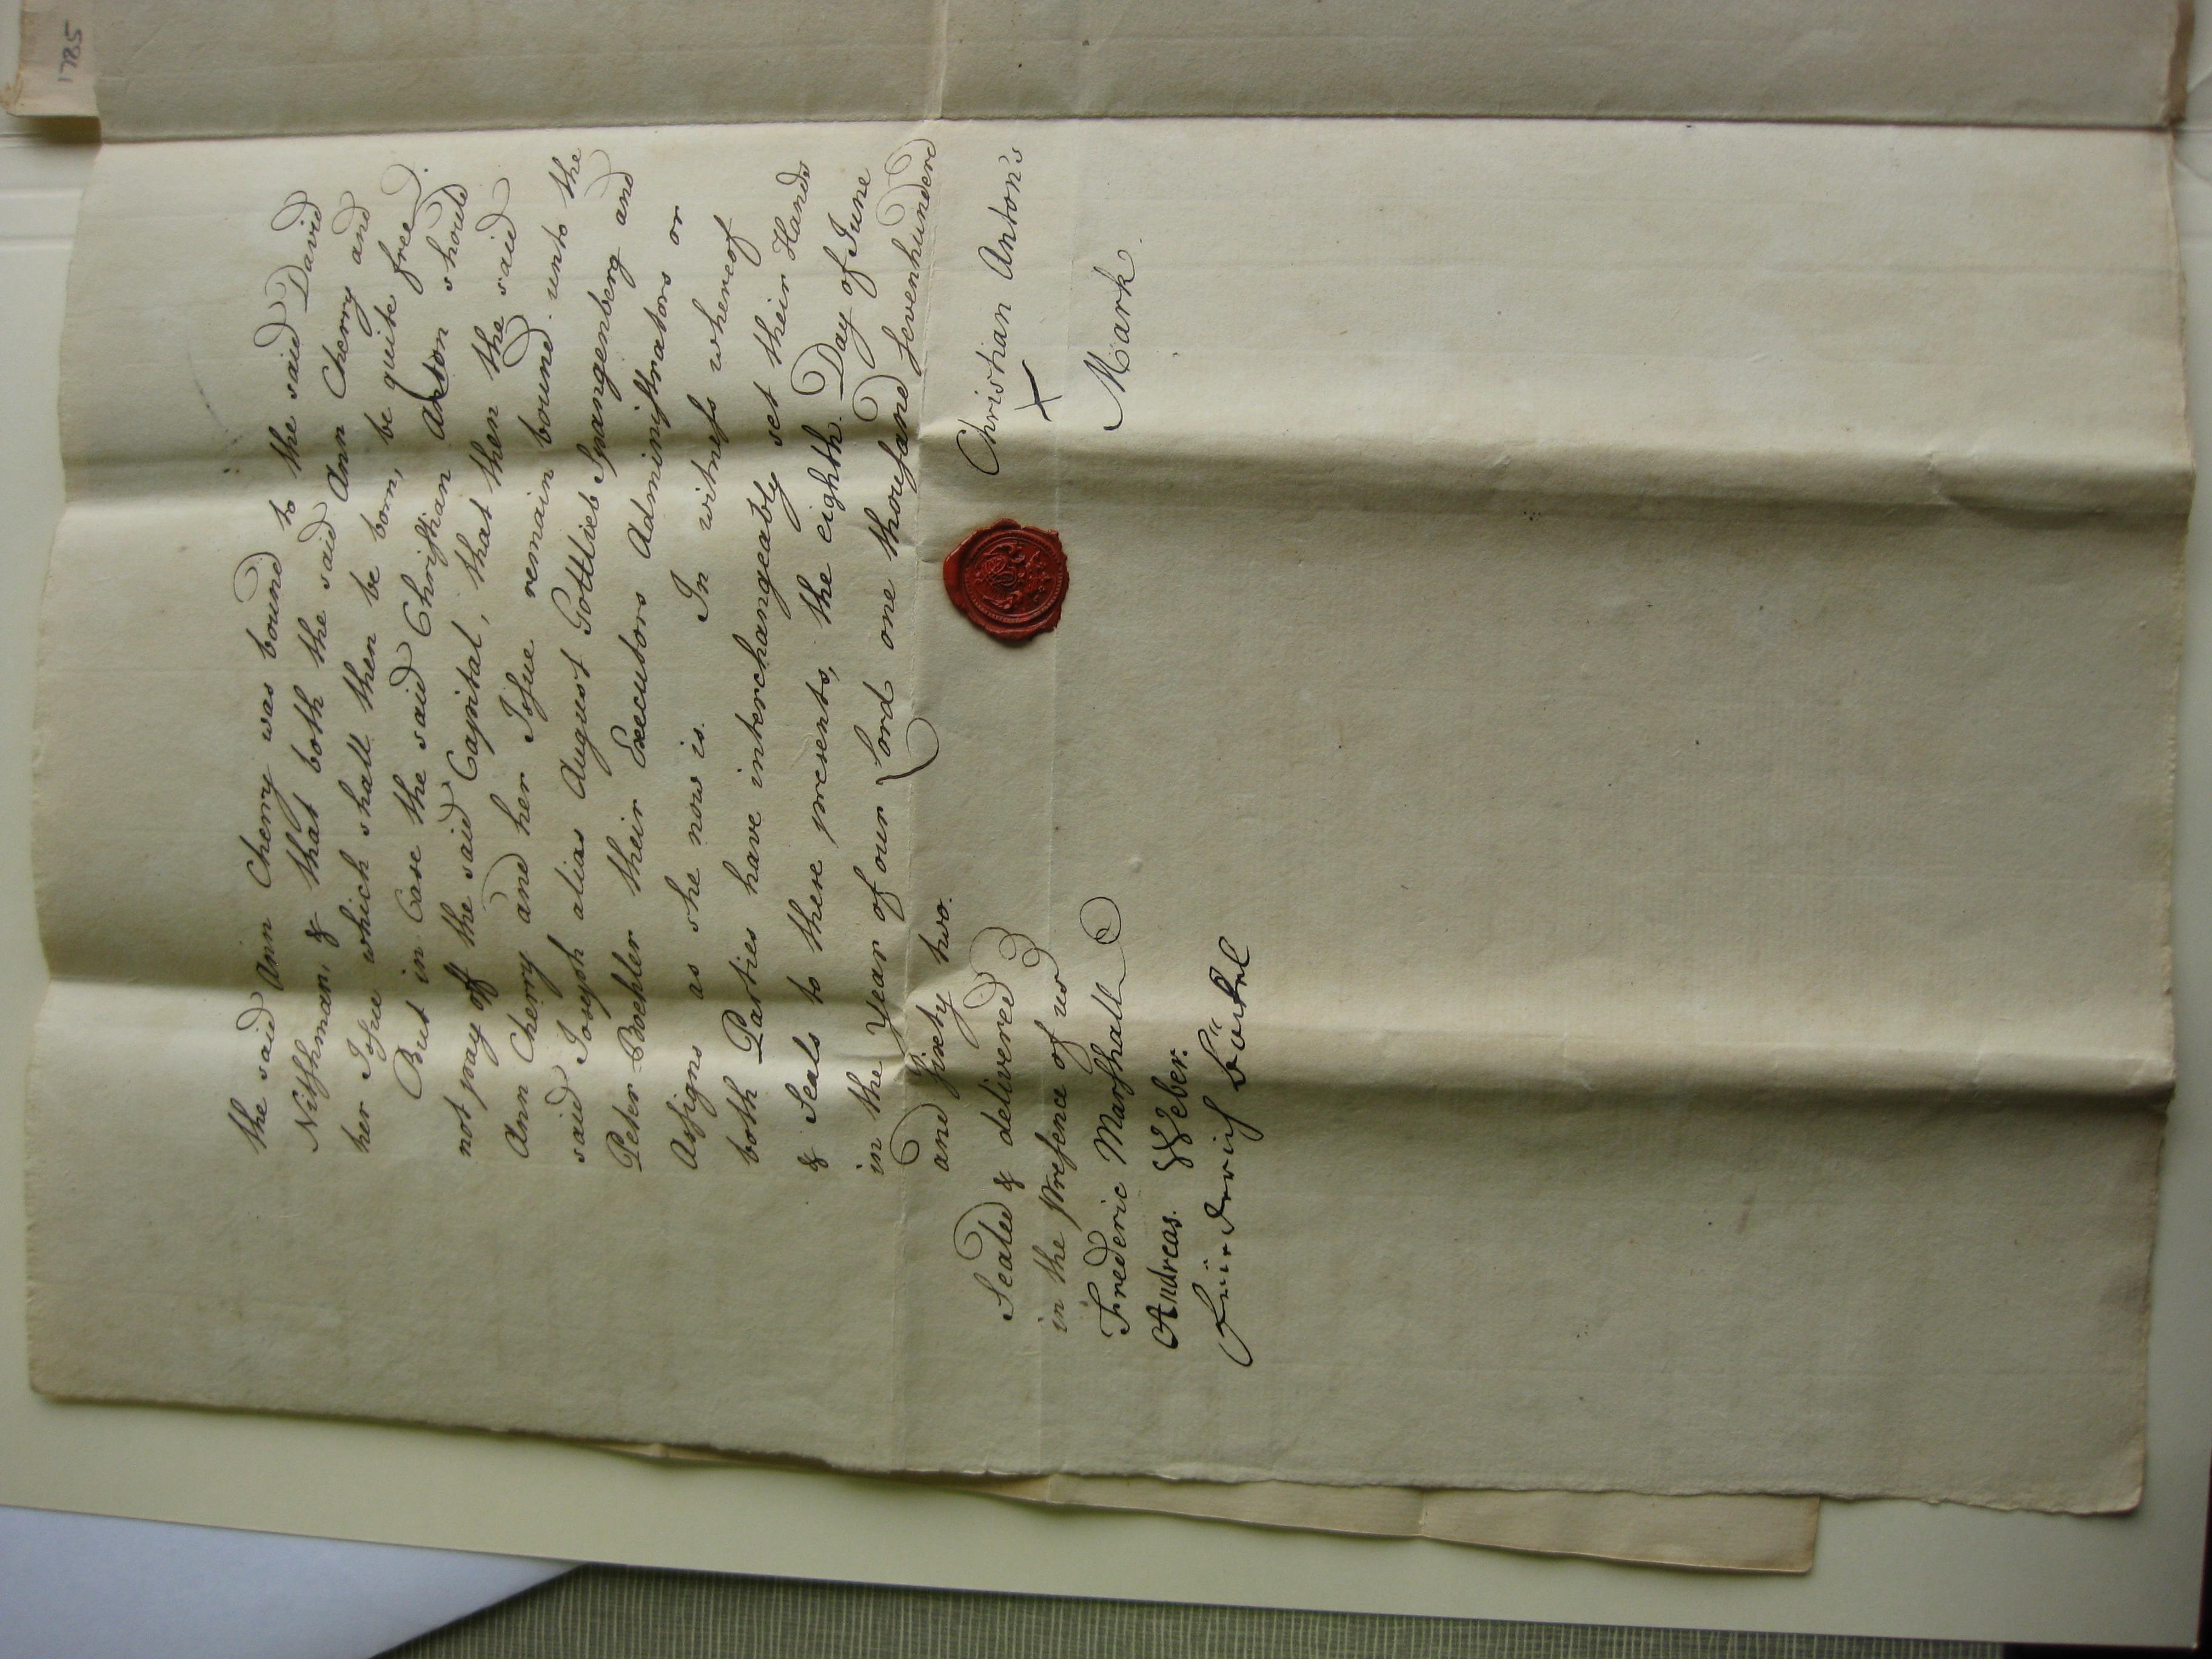 1785
the said Ann Cherry was bound to the said David
Nitshman, & that both the said Ann Cherry and
her Issue which shall then be born, be quite free.
But in Case the said Christian Anton should
not pay off the said Capital, that then the said
Ann Cherry and her Issue remain bound unto the
said Joseph alias August Gottlieb Spangenberg and
Peter Boehler their Executors Administrators or
Assigns as she now is. In witness whereof
both Parties have interchangeably set their Hands
& Seals to these presents, the eighth Day of June
in the Year of our Lord one thousand sevenhundered
and sixty two.
Sealed & delivered
in the presence of us
Christian Anton's
X
Mark.
Frederic Marshall
Andreas Weber.
Friederich Böckel